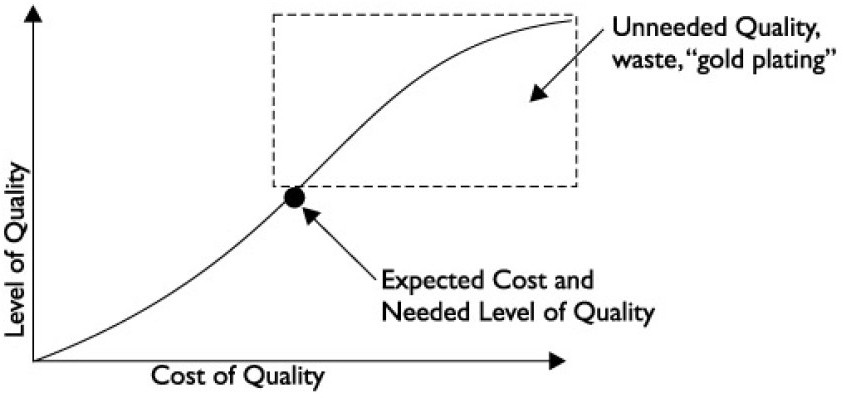 Unneeded Quality,
waste, “gold plating”
Level of Quality
Expected Cost and
Needed Level of Quality
Cost of Quality